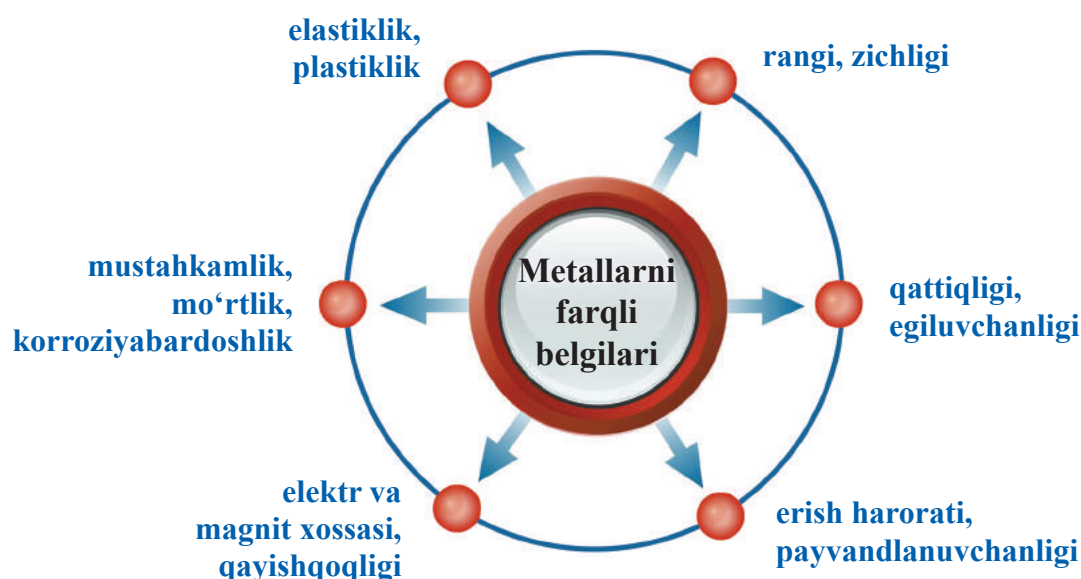 elastiklik,
plastiklik
rangi, zichligi
mustahkamlik,
mo‘rtlik,
korroziyabardoshlik
Metallarni
farqli
belgilari
qattiqligi,
egiluvchanligi
elektr va
magnit xossasi,
qayishqoqligi
erish harorati,
payvandlanuvchanligi